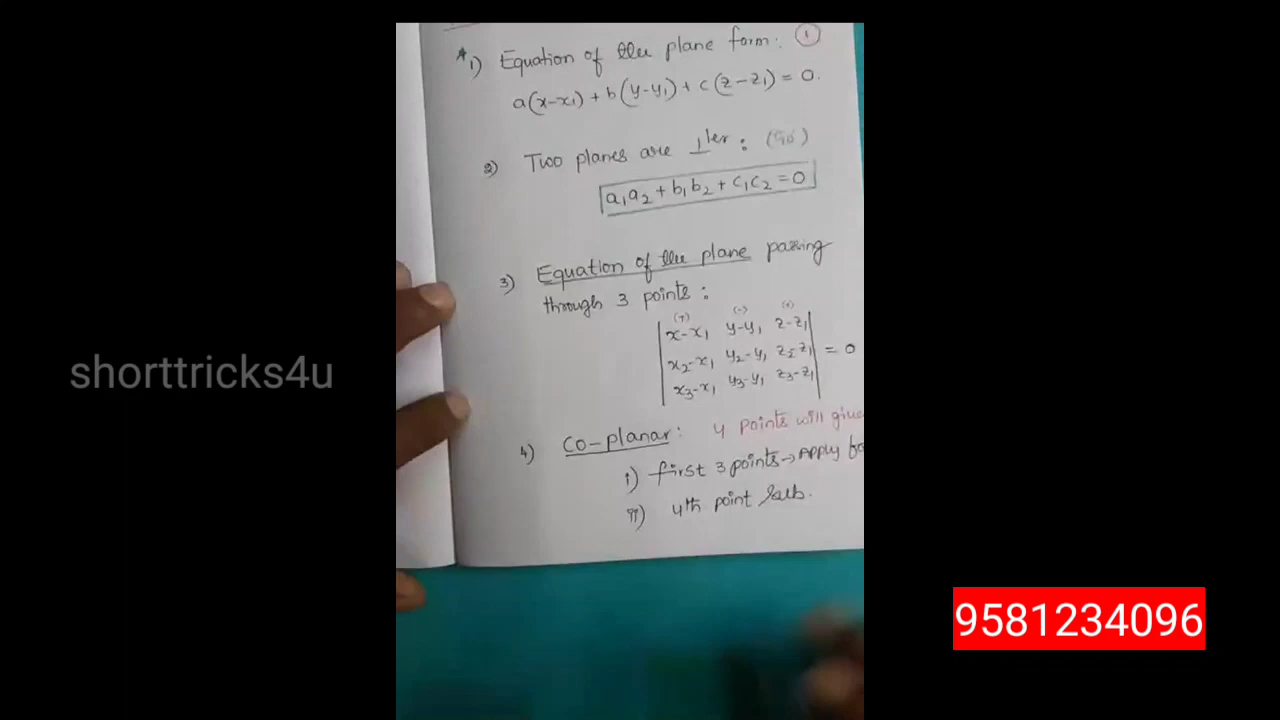 *1) Equation of the plane form: ①
a(x-x₁) + b(y-y₁) + c(z-z₁) = 0.
2) Two planes are ⊥ler : (90)
a₁a₂ + b₁b₂ + c₁c₂ = 0
3) Equation of the plane passing
through 3 points :
(+) (-) (+)
| x-x₁ y-y₁ z-z₁ |
| x₂-x₁ y₂-y₁ z₂-z₁ | = 0
| x₃-x₁ y₃-y₁ z₃-z₁ |
4) Co-planar: 4 points will give
i) first 3 points → Apply fo
ii) 4th point sub.
shorttricks4u
9581234096